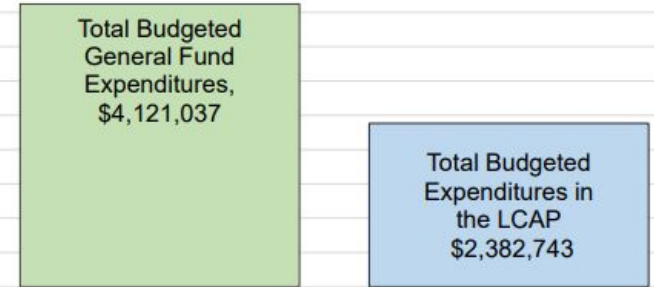 Total Budgeted
General Fund
Expenditures,
$4,121,037
Total Budgeted
Expenditures in
the LCAP
$2,382,743